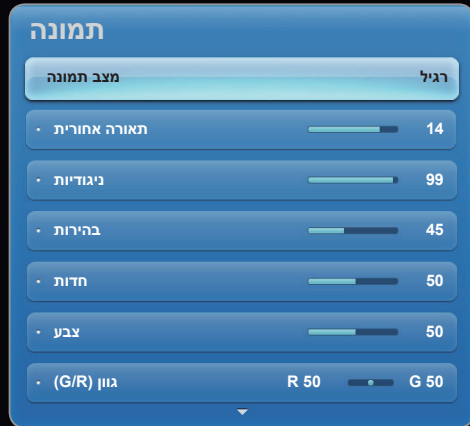 תמונה
מצב תמונה רגיל
תאורה אחורית 14
ניגודיות 99
בהירות 45
חדות 50
צבע 50
גוון (G/R) R 50 G 50